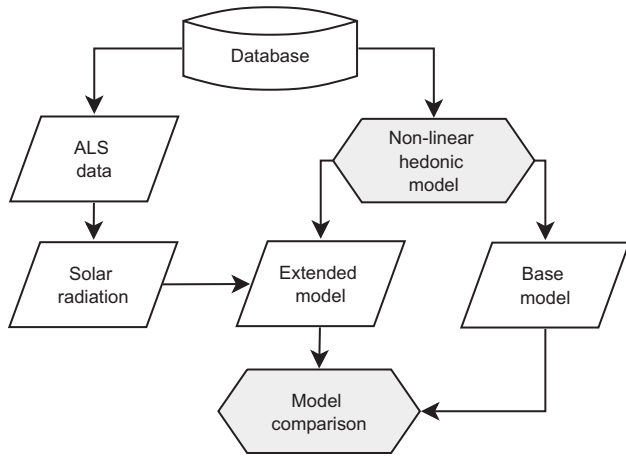 Database
ALS
data
Non-linear
hedonic
model
Solar
radiation
Extended
model
Base
model
Model
comparison